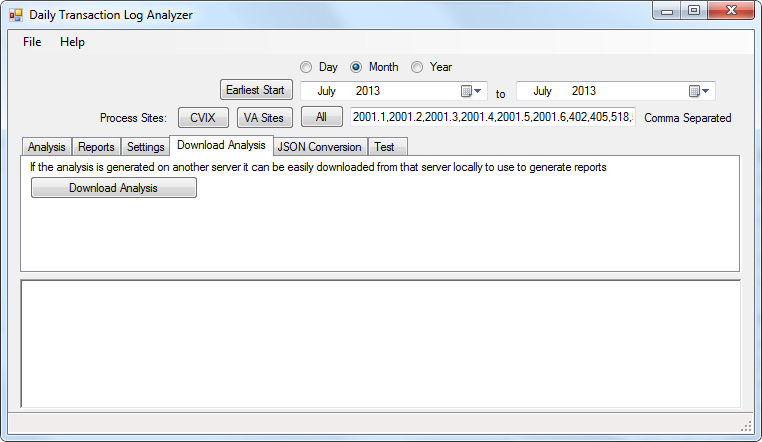 Daily Transaction Log Analyzer
File Help
Day Month Year
Earliest Start July 2013 to July 2013
Process Sites: CVIX VA Sites All 2001.1,2001.2,2001.3,2001.4,2001.5,2001.6,402,405,518, Comma Separated
Analysis Reports Settings Download Analysis JSON Conversion Test
If the analysis is generated on another server it can be easily downloaded from that server locally to use to generate reports
Download Analysis